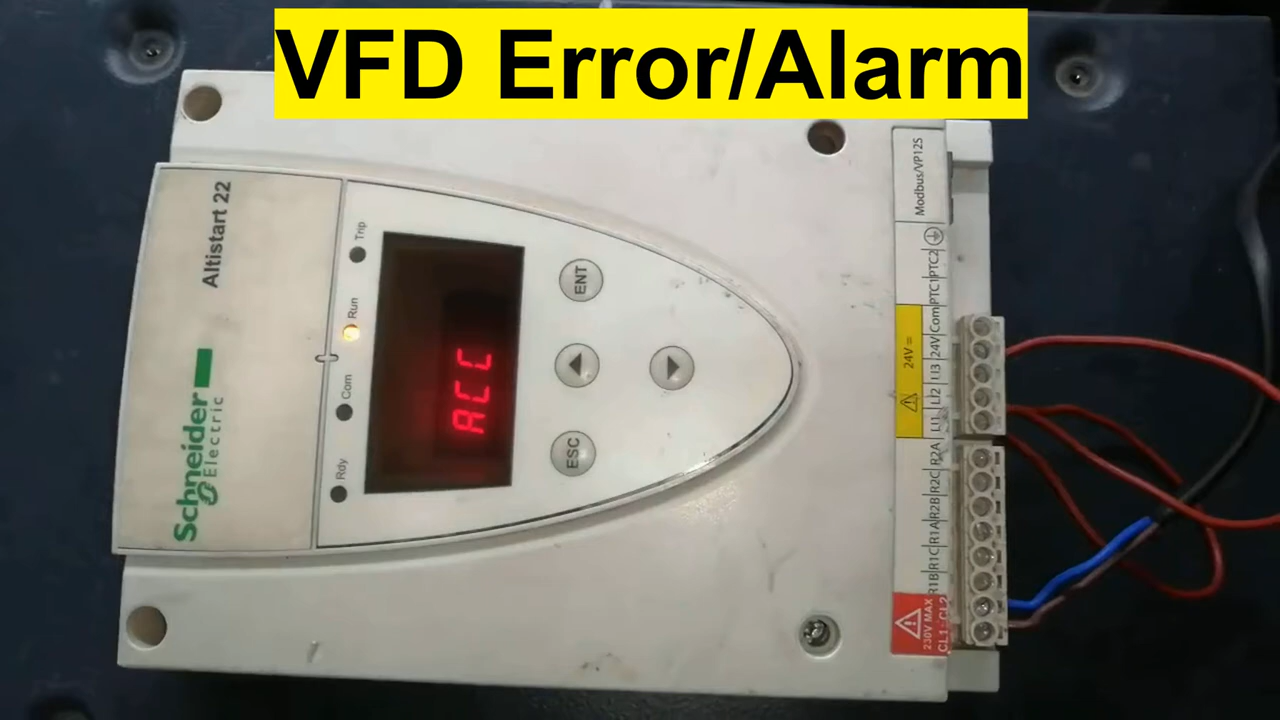 VFD Error/Alarm
Schneider
Electric
Altistart 22
Rdy
Com
Run
Trip
ACC
ESC
ENT
Modbus/VP12S
PTC2
PTC1
Com
24V
LI3
LI2
LI1
24V =
R2A
R2C
R2B
R1A
R1C
R1B
230V MAX
CL1 CL2